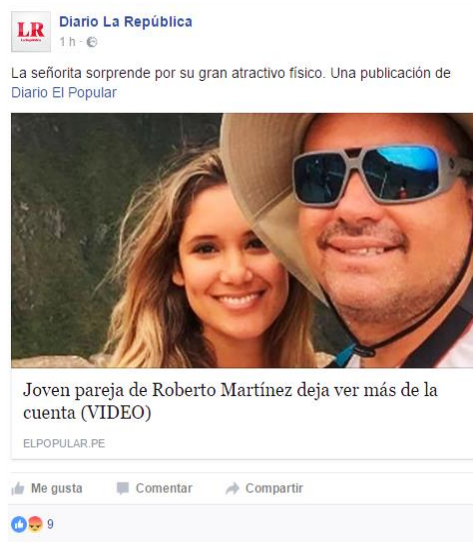 LR
La República
Diario La República
1 h ·
La señorita sorprende por su gran atractivo físico. Una publicación de
Diario El Popular
Joven pareja de Roberto Martínez deja ver más de la
cuenta (VIDEO)
ELPOPULAR.PE
Me gusta Comentar Compartir
9